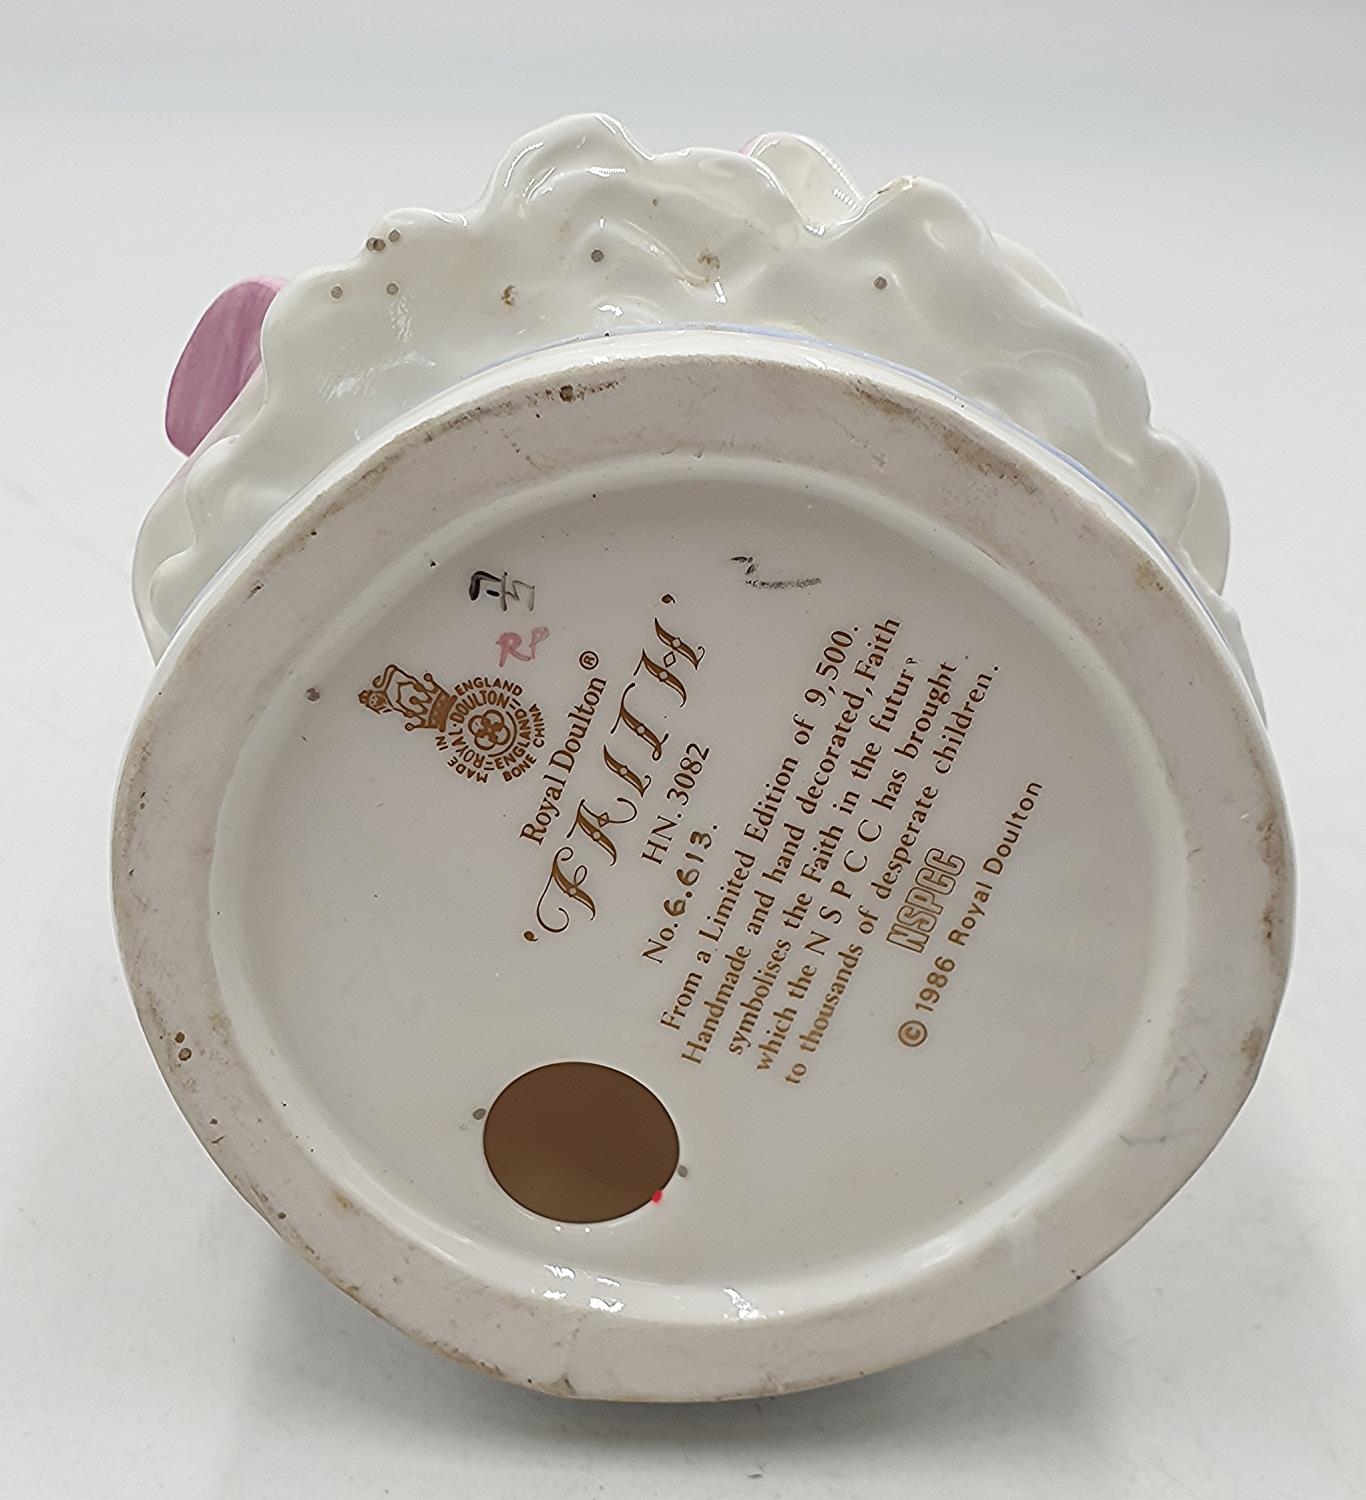 F5
RP
MADE IN ENGLAND
ROYAL·DOULTON
ENGLAND
BONE CHINA
Royal Doulton®
'FAITH'
HN.3082
No.6.613.
From a Limited Edition of 9,500.
Handmade and hand decorated, Faith
symbolises the Faith in the futur
which the N S P C C has brought
to thousands of desperate children.
NSPCC
© 1986 Royal Doulton